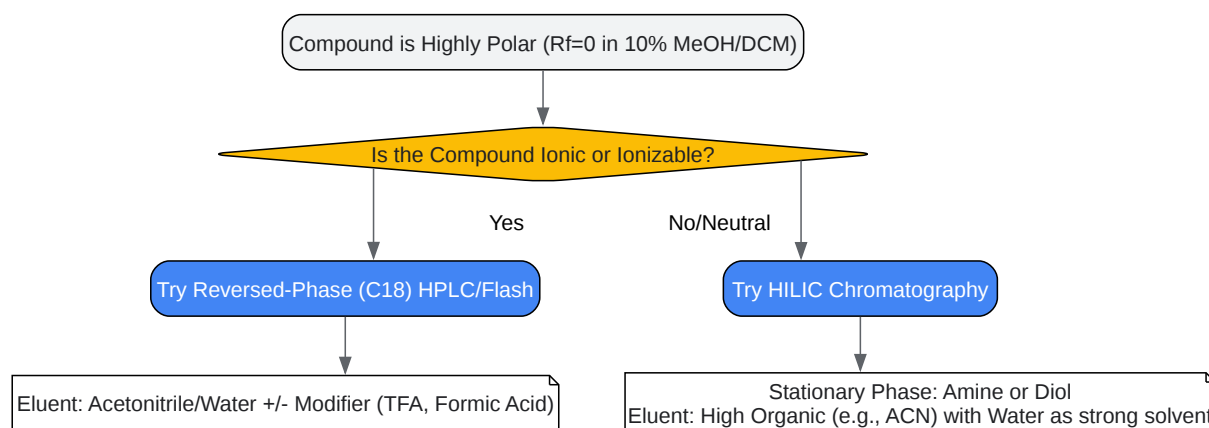 Compound is Highly Polar (Rf=0 in 10% MeOH/DCM)
Is the Compound Ionic or Ionizable?
Yes
No/Neutral
Try Reversed-Phase (C18) HPLC/Flash
Try HILIC Chromatography
Eluent: Acetonitrile/Water +/- Modifier (TFA, Formic Acid)
Stationary Phase: Amine or Diol
Eluent: High Organic (e.g., ACN) with Water as strong solvent